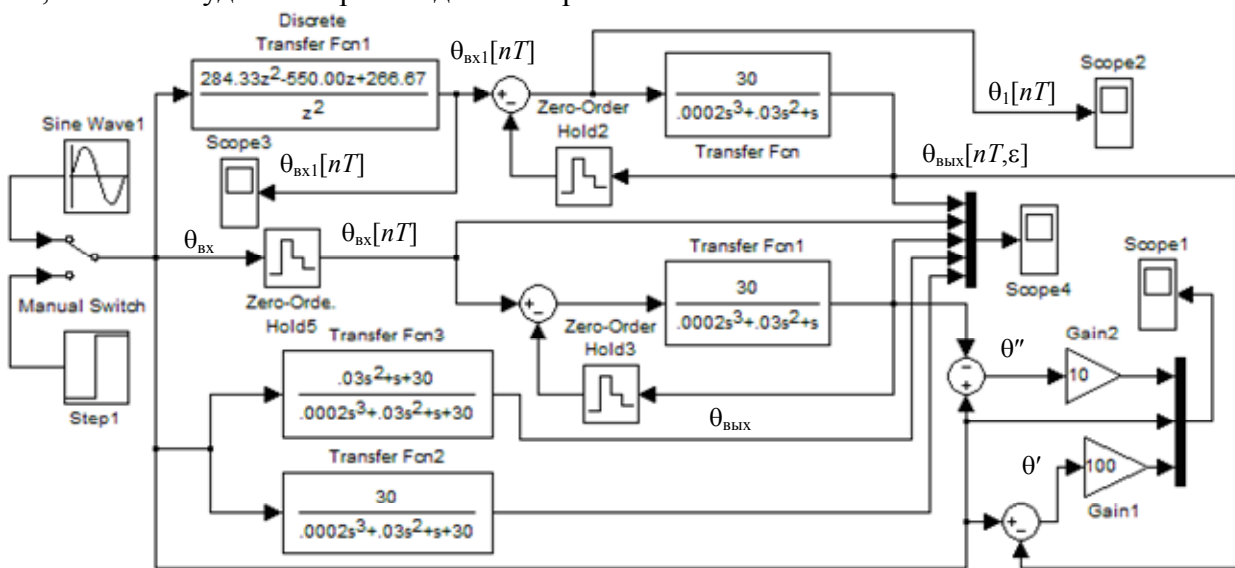 Discrete
Transfer Fcn1
284.33z²-550.00z+266.67
z²
θвх1[nT]
Zero-Order
Hold2
30
.0002s³+.03s²+s
Transfer Fcn
Scope2
θ1[nT]
Sine Wave1
Scope3
θвх1[nT]
θвых[nT,ε]
θвх
θвх[nT]
Manual Switch
Zero-Orde.
Hold5
Transfer Fcn1
30
.0002s³+.03s²+s
Zero-Order
Hold3
Scope4
Scope1
Step1
Transfer Fcn3
.03s²+s+30
.0002s³+.03s²+s+30
θвых
θ"
Gain2
10
Transfer Fcn2
30
.0002s³+.03s²+s+30
θ'
100
Gain1